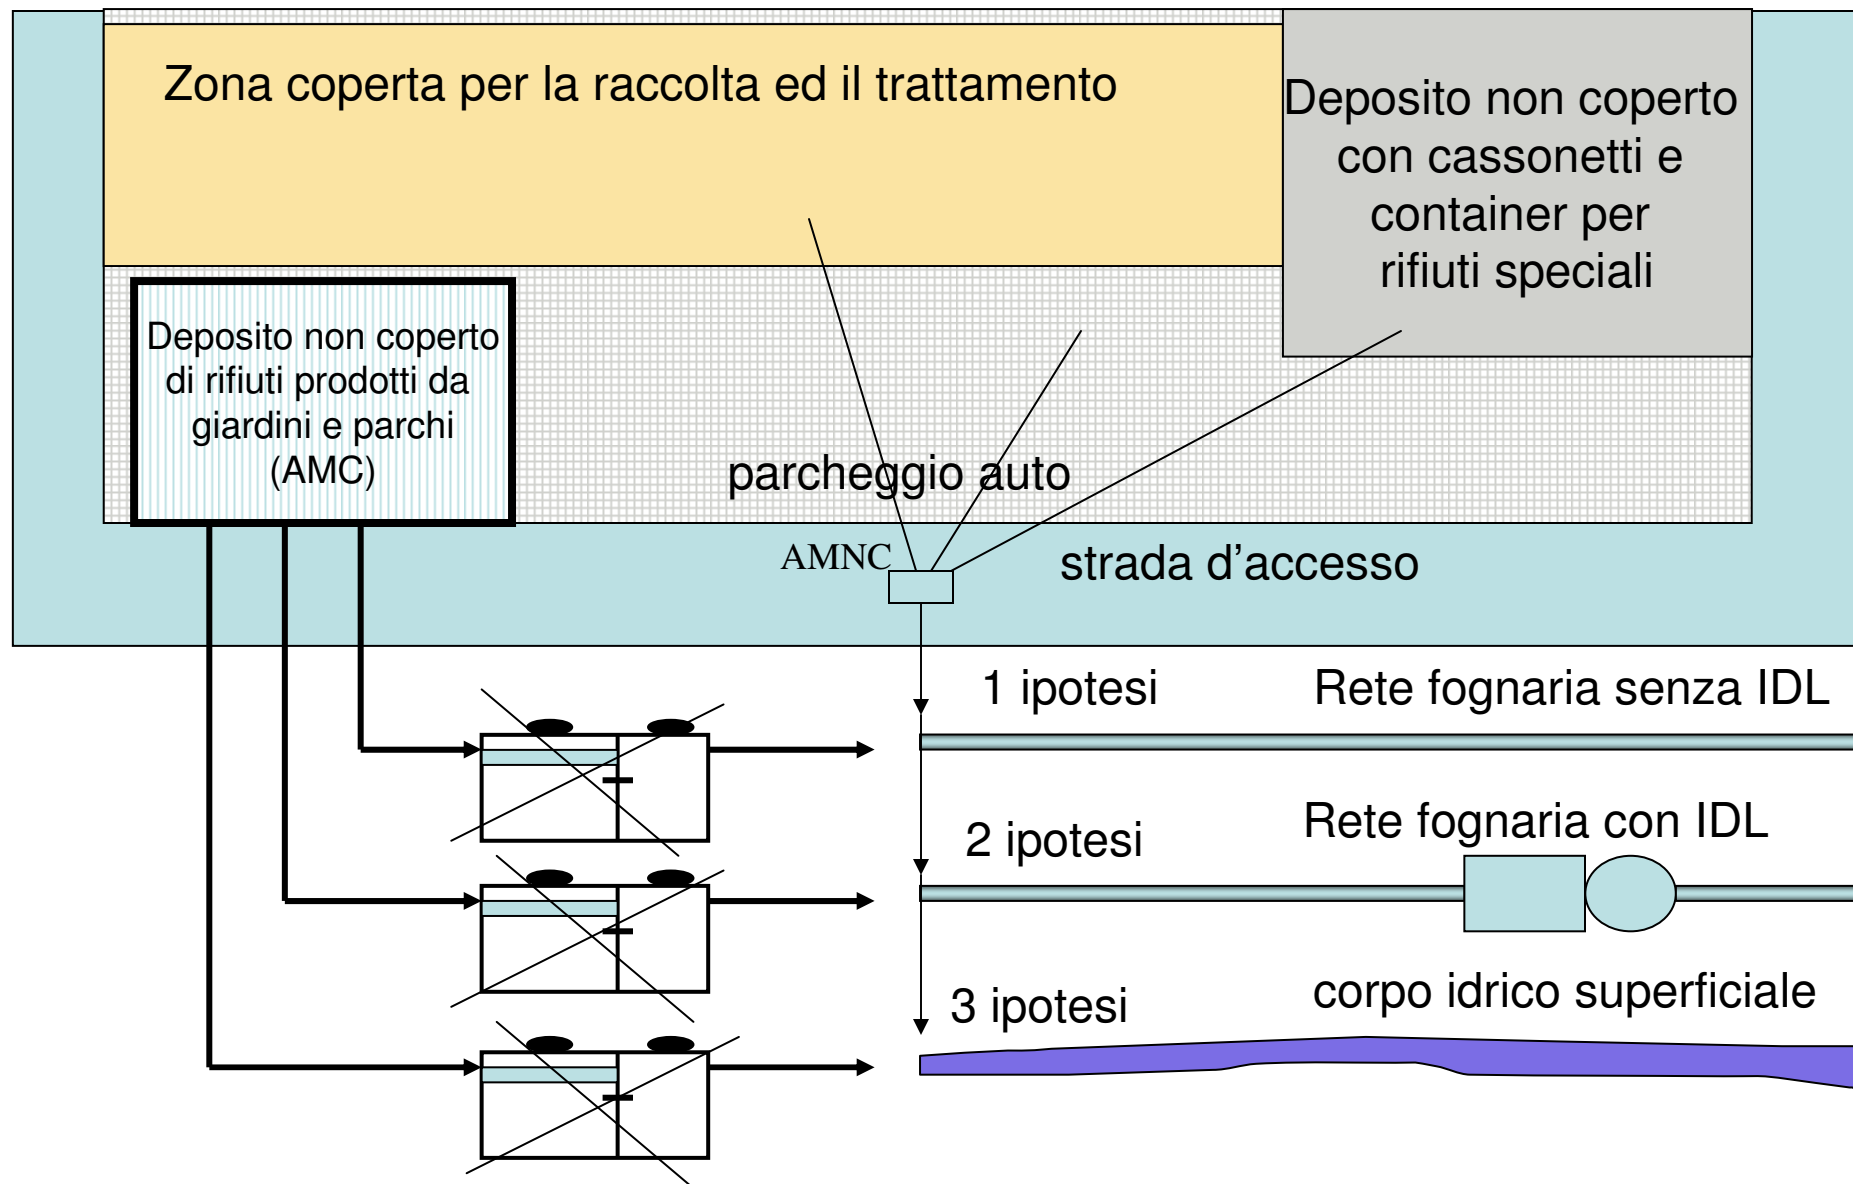 Zona coperta per la raccolta ed il trattamento
Deposito non coperto
con cassonetti e
container per
rifiuti speciali
Deposito non coperto
di rifiuti prodotti da
giardini e parchi
(AMC)
parcheggio auto
AMNC
strada d'accesso
1 ipotesi
Rete fognaria senza IDL
2 ipotesi
Rete fognaria con IDL
3 ipotesi
corpo idrico superficiale